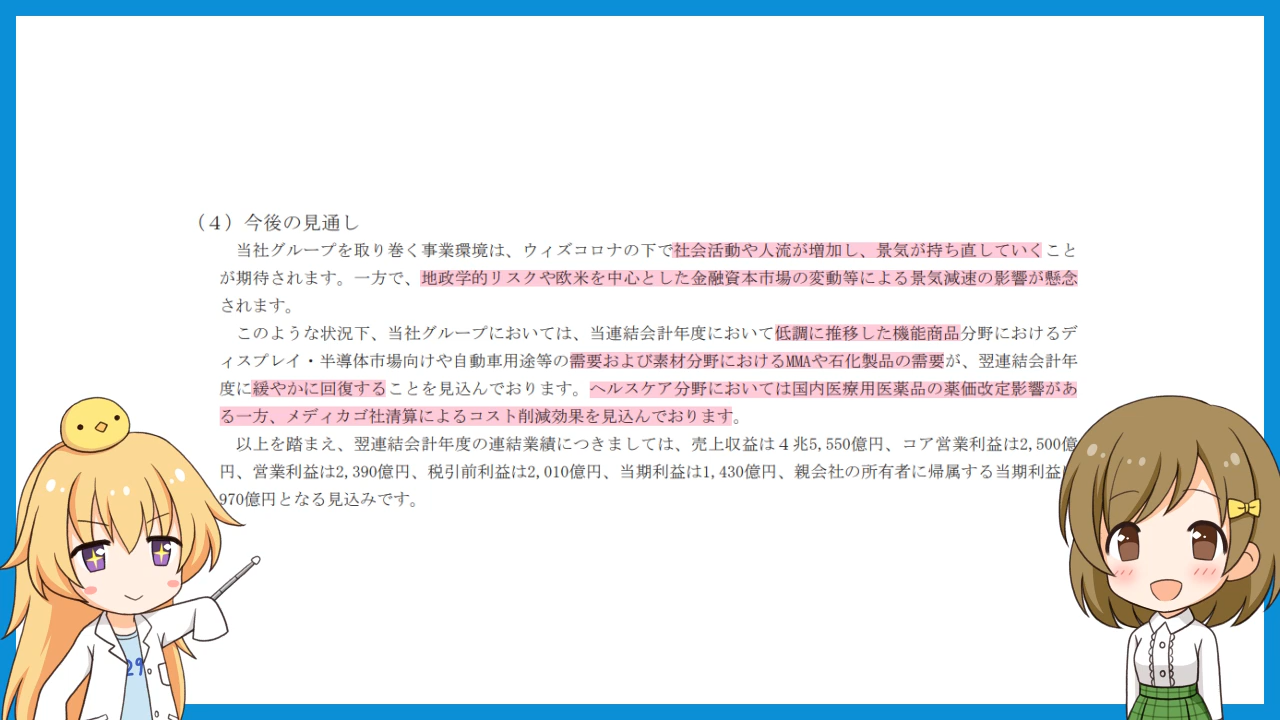 （４）今後の見通し
当社グループを取り巻く事業環境は、ウィズコロナの下で社会活動や人流が増加し、景気が持ち直していくこと
が期待されます。一方で、地政学的リスクや欧米を中心とした金融資本市場の変動等による景気減速の影響が懸念
されます。
このような状況下、当社グループにおいては、当連結会計年度において低調に推移した機能商品分野におけるデ
ィスプレイ・半導体市場向けや自動車用途等の需要および素材分野におけるMMAや石化製品の需要が、翌連結会計年
度に緩やかに回復することを見込んでおります。ヘルスケア分野においては国内医療用医薬品の薬価改定影響があ
る一方、メディカゴ社清算によるコスト削減効果を見込んでおります。
以上を踏まえ、翌連結会計年度の連結業績につきましては、売上収益は４兆5,550億円、コア営業利益は2,500億
円、営業利益は2,390億円、税引前利益は2,010億円、当期利益は1,430億円、親会社の所有者に帰属する当期利益
970億円となる見込みです。
29